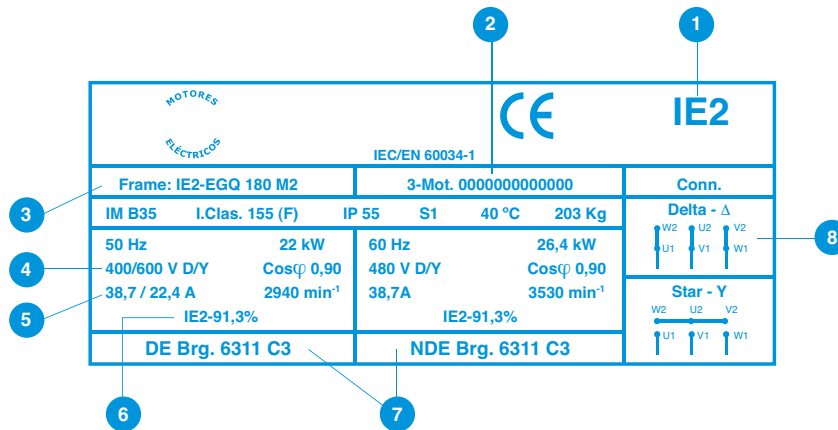 2
1
MOTORES
ELÉCTRICOS
CE
IE2
IEC/EN 60034-1
3
Frame: IE2-EGQ 180 M2
3-Mot. 0000000000000
Conn.
IM B35 I.Clas. 155 (F) IP 55 S1 40 ºC 203 Kg
Delta - Δ
W2 U2 V2
U1 V1 W1
8
50 Hz 22 kW
60 Hz 26,4 kW
4
400/600 V D/Y Cosφ 0,90
480 V D/Y Cosφ 0,90
5
38,7 / 22,4 A 2940 min-1
38,7A 3530 min-1
Star - Y
W2 U2 V2
U1 V1 W1
IE2-91,3%
IE2-91,3%
DE Brg. 6311 C3
NDE Brg. 6311 C3
6
7